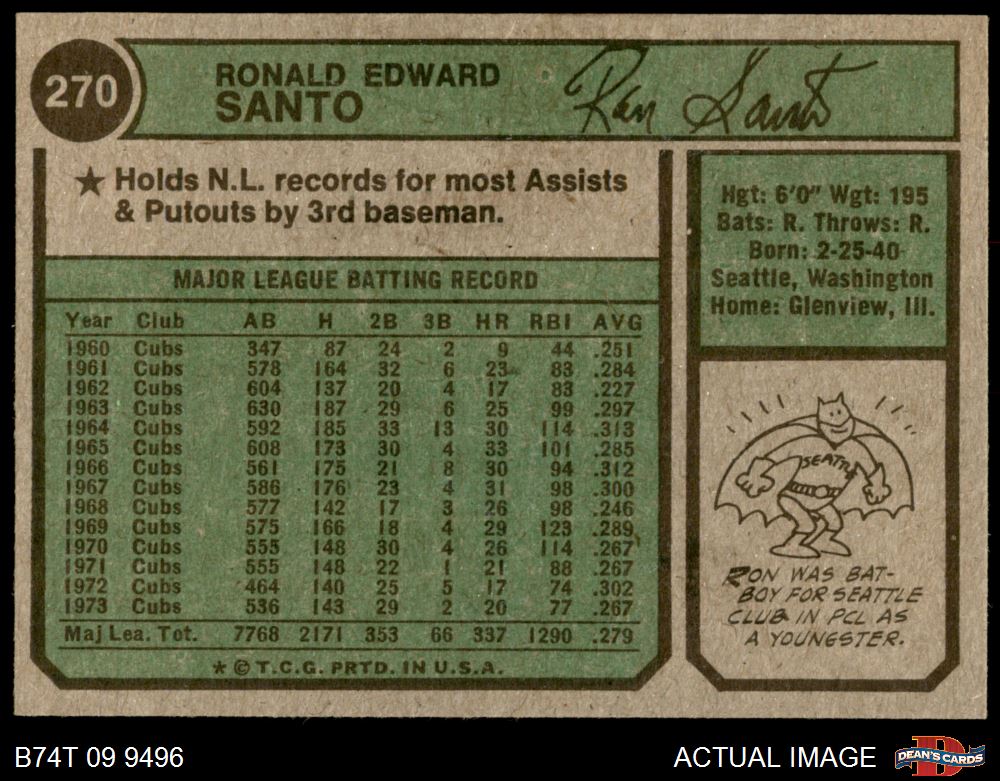 270
RONALD EDWARD
SANTO
Ron Santo
★ Holds N.L. records for most Assists
& Putouts by 3rd baseman.
MAJOR LEAGUE BATTING RECORD
Year Club AB H 2B 3B HR RBI AVG
1960 Cubs 347 87 24 2 9 44 .251
1961 Cubs 578 164 32 6 23 83 .284
1962 Cubs 604 137 20 4 17 83 .227
1963 Cubs 630 187 29 6 25 99 .297
1964 Cubs 592 185 33 13 30 114 .313
1965 Cubs 608 173 30 4 33 101 .285
1966 Cubs 561 175 21 8 30 94 .312
1967 Cubs 586 176 23 4 31 98 .300
1968 Cubs 577 142 17 3 26 98 .246
1969 Cubs 575 166 18 4 29 123 .289
1970 Cubs 555 148 30 4 26 114 .267
1971 Cubs 555 148 22 1 21 88 .267
1972 Cubs 464 140 25 5 17 74 .302
1973 Cubs 536 143 29 2 20 77 .267
Maj Lea. Tot. 7768 2171 353 66 337 1290 .279
* © T.C.G. PRTD. IN U.S.A.
Hgt: 6'0" Wgt: 195
Bats: R. Throws: R.
Born: 2-25-40
Seattle, Washington
Home: Glenview, Ill.
SEATTLE
RON WAS BAT-
BOY FOR SEATTLE
CLUB IN PCL AS
A YOUNGSTER.
B74T 09 9496
ACTUAL IMAGE
D
DEAN'S CARDS